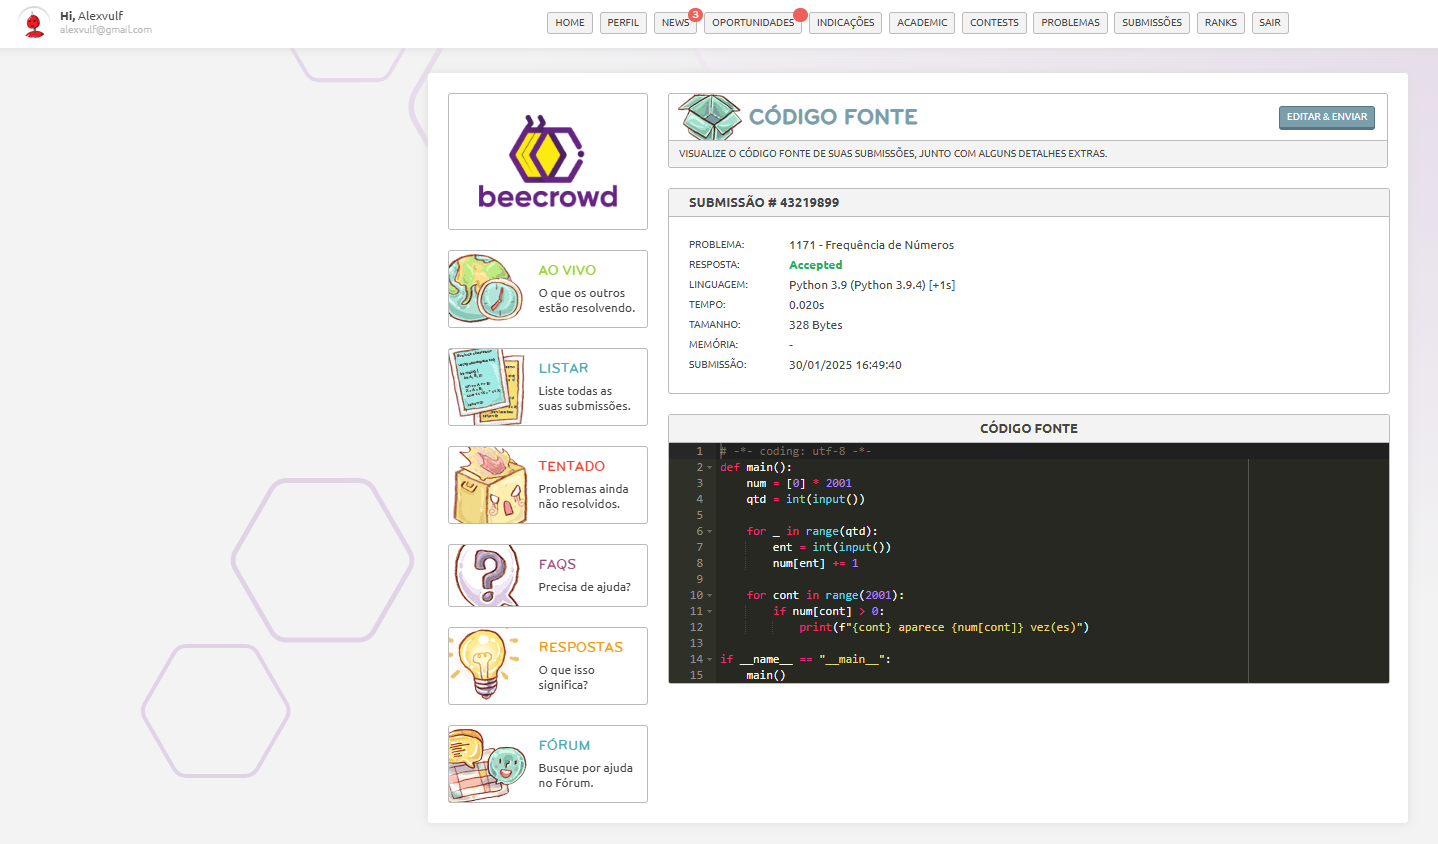 Hi, Alexvulf
alexvulf@gmail.com
HOME PERFIL NEWS 3 OPORTUNIDADES INDICAÇÕES ACADEMIC CONTESTS PROBLEMAS SUBMISSÕES RANKS SAIR
beecrowd
AO VIVO
O que os outros
estão resolvendo.
LISTAR
Liste todas as
suas submissões.
TENTADO
Problemas ainda
não resolvidos.
FAQS
Precisa de ajuda?
RESPOSTAS
O que isso
significa?
FÓRUM
Busque por ajuda
no Fórum.
CÓDIGO FONTE
EDITAR & ENVIAR
VISUALIZE O CÓDIGO FONTE DE SUAS SUBMISSÕES, JUNTO COM ALGUNS DETALHES EXTRAS.
SUBMISSÃO # 43219899
PROBLEMA: 1171 - Frequência de Números
RESPOSTA: Accepted
LINGUAGEM: Python 3.9 (Python 3.9.4) [+1s]
TEMPO: 0.020s
TAMANHO: 328 Bytes
MEMÓRIA: -
SUBMISSÃO: 30/01/2025 16:49:40
CÓDIGO FONTE
1 # -*- coding: utf-8 -*-
2 def main():
3     num = [0] * 2001
4     qtd = int(input())
5
6     for _ in range(qtd):
7         ent = int(input())
8         num[ent] += 1
9
10     for cont in range(2001):
11         if num[cont] > 0:
12             print(f"{cont} aparece {num[cont]} vez(es)")
13
14 if __name__ == "__main__":
15     main()